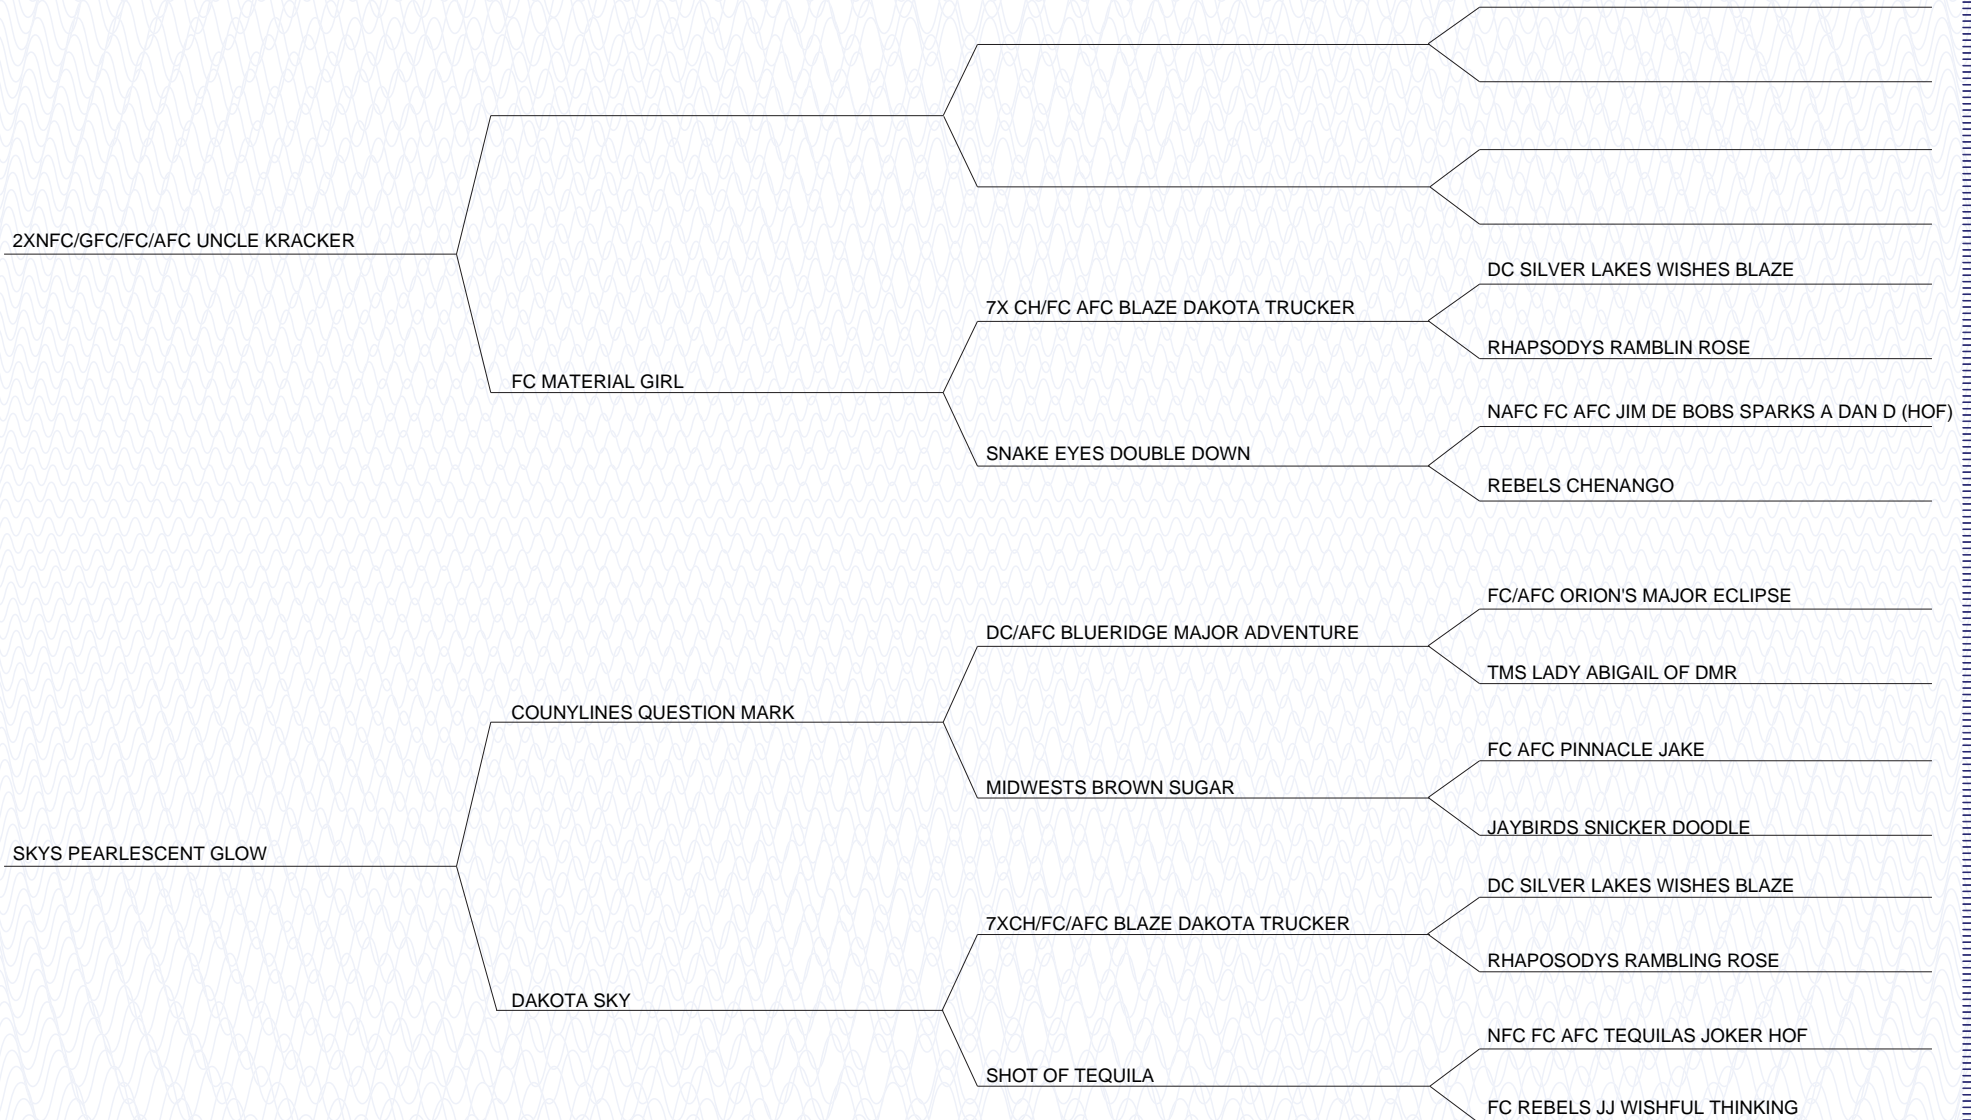 2XNFC/GFC/FC/AFC UNCLE KRACKER
FC MATERIAL GIRL
7X CH/FC AFC BLAZE DAKOTA TRUCKER
DC SILVER LAKES WISHES BLAZE
RHAPSODYS RAMBLIN ROSE
SNAKE EYES DOUBLE DOWN
NAFC FC AFC JIM DE BOBS SPARKS A DAN D (HOF)
REBELS CHENANGO
SKYS PEARLESCENT GLOW
COUNYLINES QUESTION MARK
DC/AFC BLUERIDGE MAJOR ADVENTURE
FC/AFC ORION'S MAJOR ECLIPSE
TMS LADY ABIGAIL OF DMR
MIDWESTS BROWN SUGAR
FC AFC PINNACLE JAKE
JAYBIRDS SNICKER DOODLE
DAKOTA SKY
7XCH/FC/AFC BLAZE DAKOTA TRUCKER
DC SILVER LAKES WISHES BLAZE
RHAPOSODYS RAMBLING ROSE
SHOT OF TEQUILA
NFC FC AFC TEQUILAS JOKER HOF
FC REBELS JJ WISHFUL THINKING